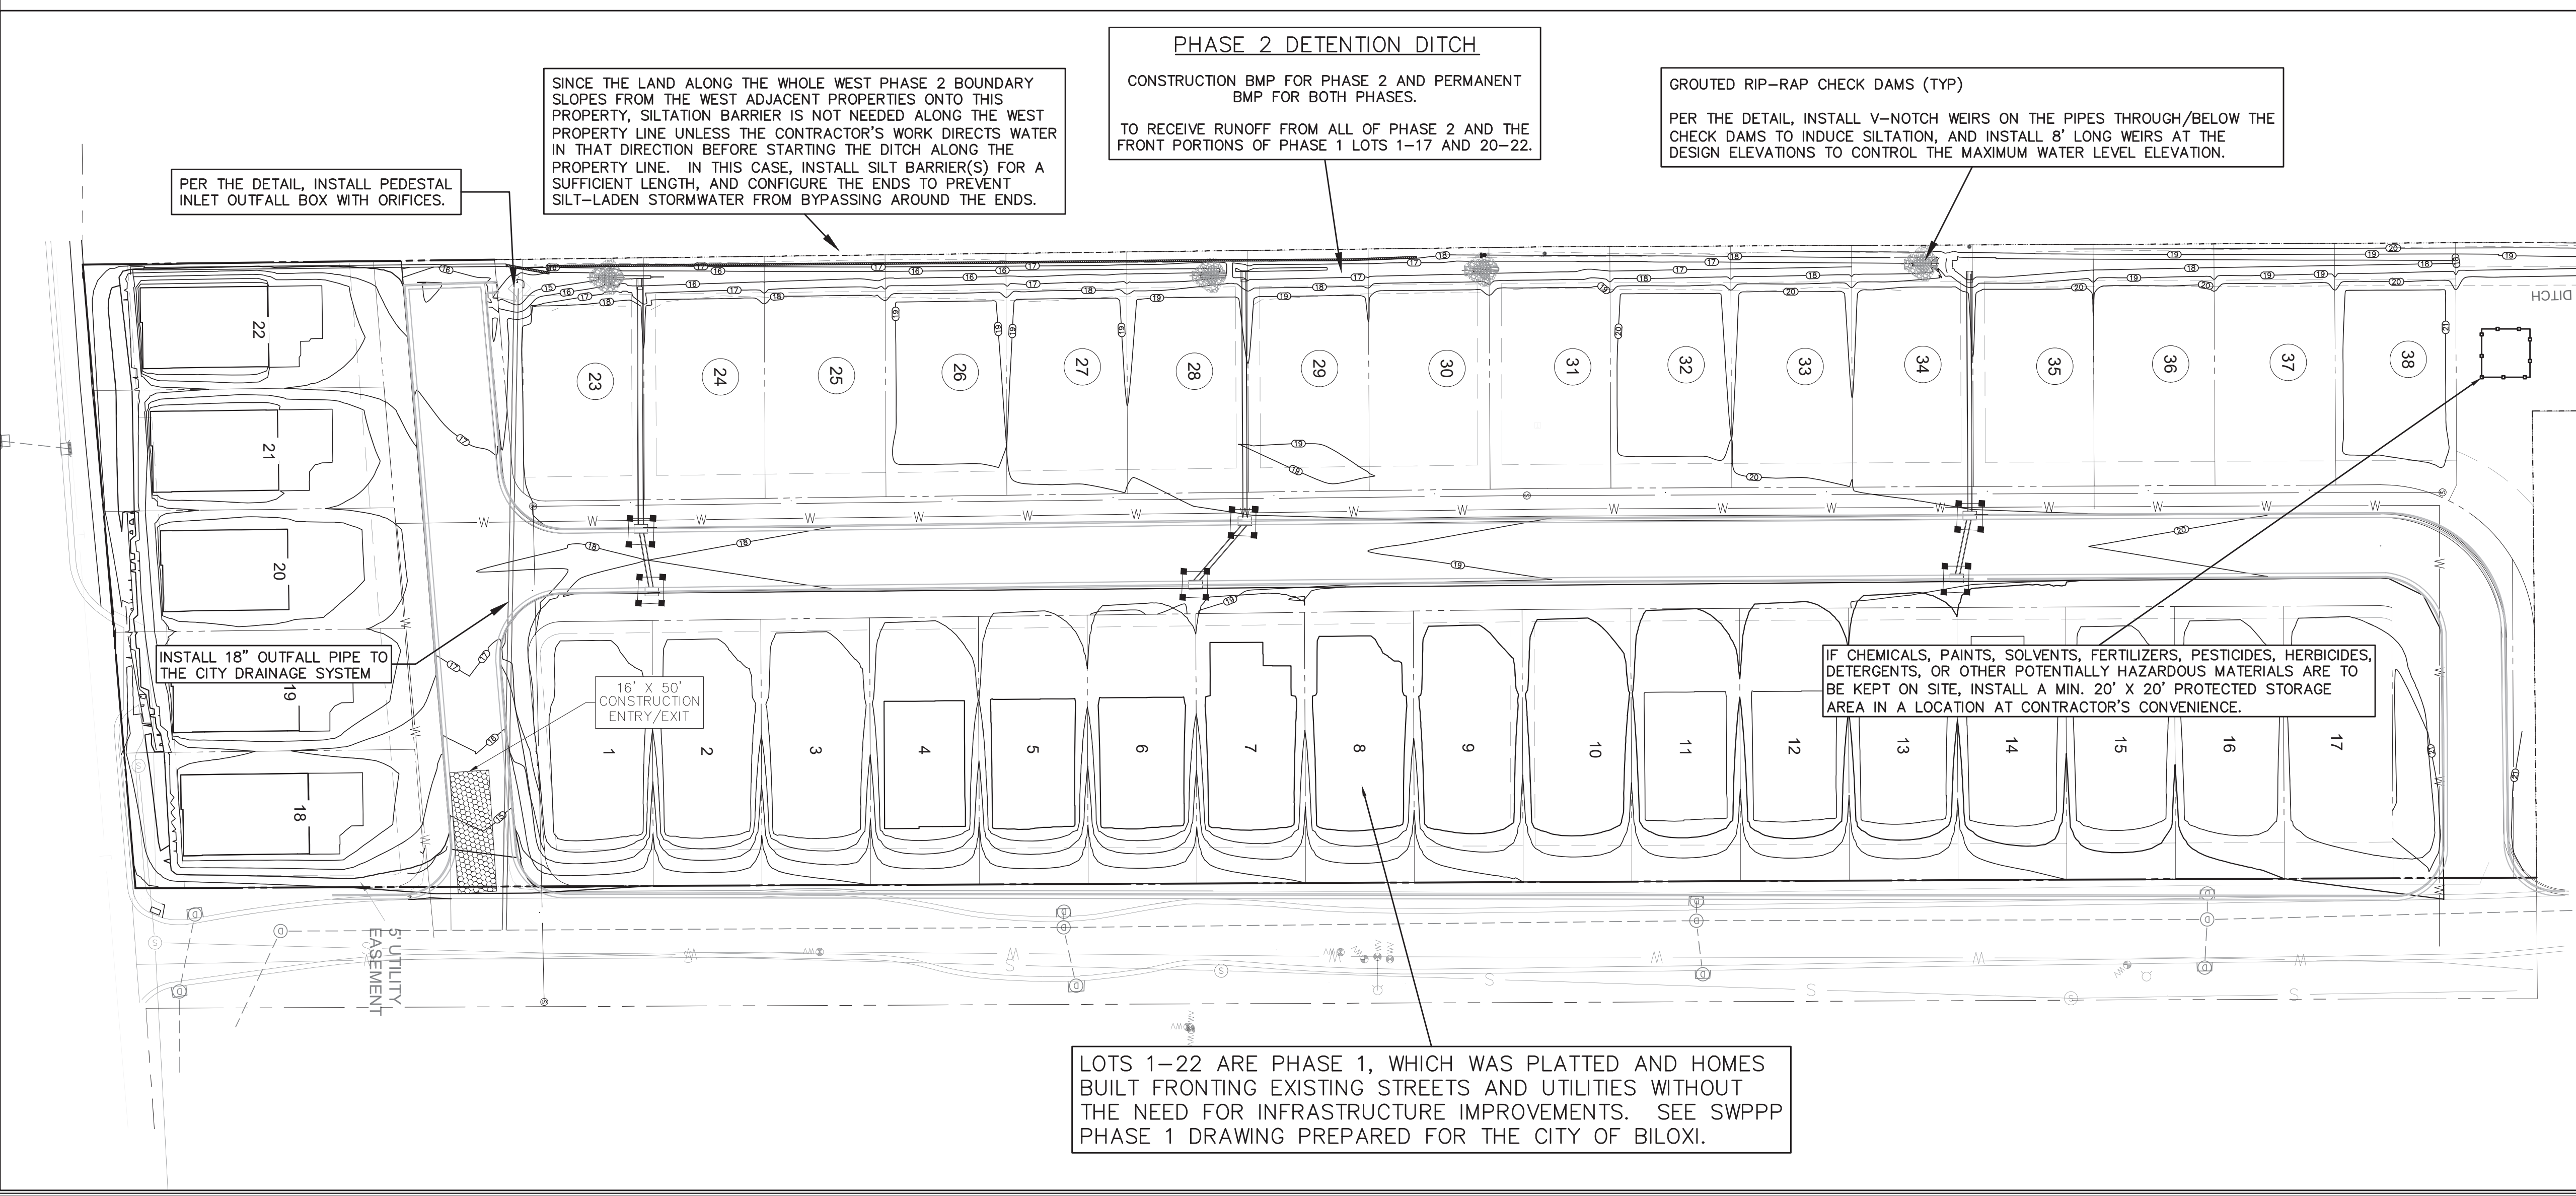 PHASE 2 DETENTION DITCH
CONSTRUCTION BMP FOR PHASE 2 AND PERMANENT
BMP FOR BOTH PHASES.
TO RECEIVE RUNOFF FROM ALL OF PHASE 2 AND THE
FRONT PORTIONS OF PHASE 1 LOTS 1-17 AND 20-22.
SINCE THE LAND ALONG THE WHOLE WEST PHASE 2 BOUNDARY
SLOPES FROM THE WEST ADJACENT PROPERTIES ONTO THIS
PROPERTY, SILTATION BARRIER IS NOT NEEDED ALONG THE WEST
PROPERTY LINE UNLESS THE CONTRACTOR'S WORK DIRECTS WATER
IN THAT DIRECTION BEFORE STARTING THE DITCH ALONG THE
PROPERTY LINE. IN THIS CASE, INSTALL SILT BARRIER(S) FOR A
SUFFICIENT LENGTH, AND CONFIGURE THE ENDS TO PREVENT
SILT-LADEN STORMWATER FROM BYPASSING AROUND THE ENDS.
GROUTED RIP-RAP CHECK DAMS (TYP)
PER THE DETAIL, INSTALL V-NOTCH WEIRS ON THE PIPES THROUGH/BELOW THE
CHECK DAMS TO INDUCE SILTATION, AND INSTALL 8' LONG WEIRS AT THE
DESIGN ELEVATIONS TO CONTROL THE MAXIMUM WATER LEVEL ELEVATION.
PER THE DETAIL, INSTALL PEDESTAL
INLET OUTFALL BOX WITH ORIFICES.
DITCH
22
21
20
19
18
23
24
25
26
27
28
29
30
31
32
33
34
35
36
37
38
INSTALL 18" OUTFALL PIPE TO
THE CITY DRAINAGE SYSTEM
16' X 50'
CONSTRUCTION
ENTRY/EXIT
IF CHEMICALS, PAINTS, SOLVENTS, FERTILIZERS, PESTICIDES, HERBICIDES,
DETERGENTS, OR OTHER POTENTIALLY HAZARDOUS MATERIALS ARE TO
BE KEPT ON SITE, INSTALL A MIN. 20' X 20' PROTECTED STORAGE
AREA IN A LOCATION AT CONTRACTOR'S CONVENIENCE.
1
2
3
4
5
6
7
8
9
10
11
12
13
14
15
16
17
5' UTILITY
EASEMENT
LOTS 1-22 ARE PHASE 1, WHICH WAS PLATTED AND HOMES
BUILT FRONTING EXISTING STREETS AND UTILITIES WITHOUT
THE NEED FOR INFRASTRUCTURE IMPROVEMENTS. SEE SWPPP
PHASE 1 DRAWING PREPARED FOR THE CITY OF BILOXI.